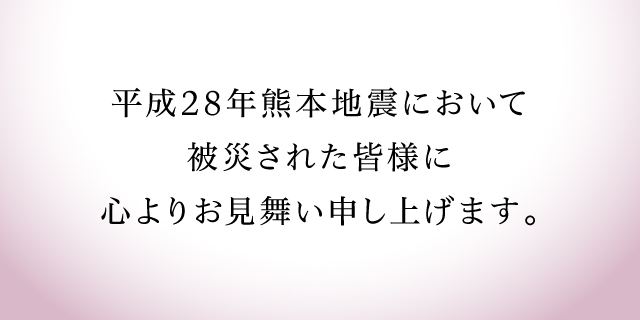 平成28年熊本地震において
被災された皆様に
心よりお見舞い申し上げます。